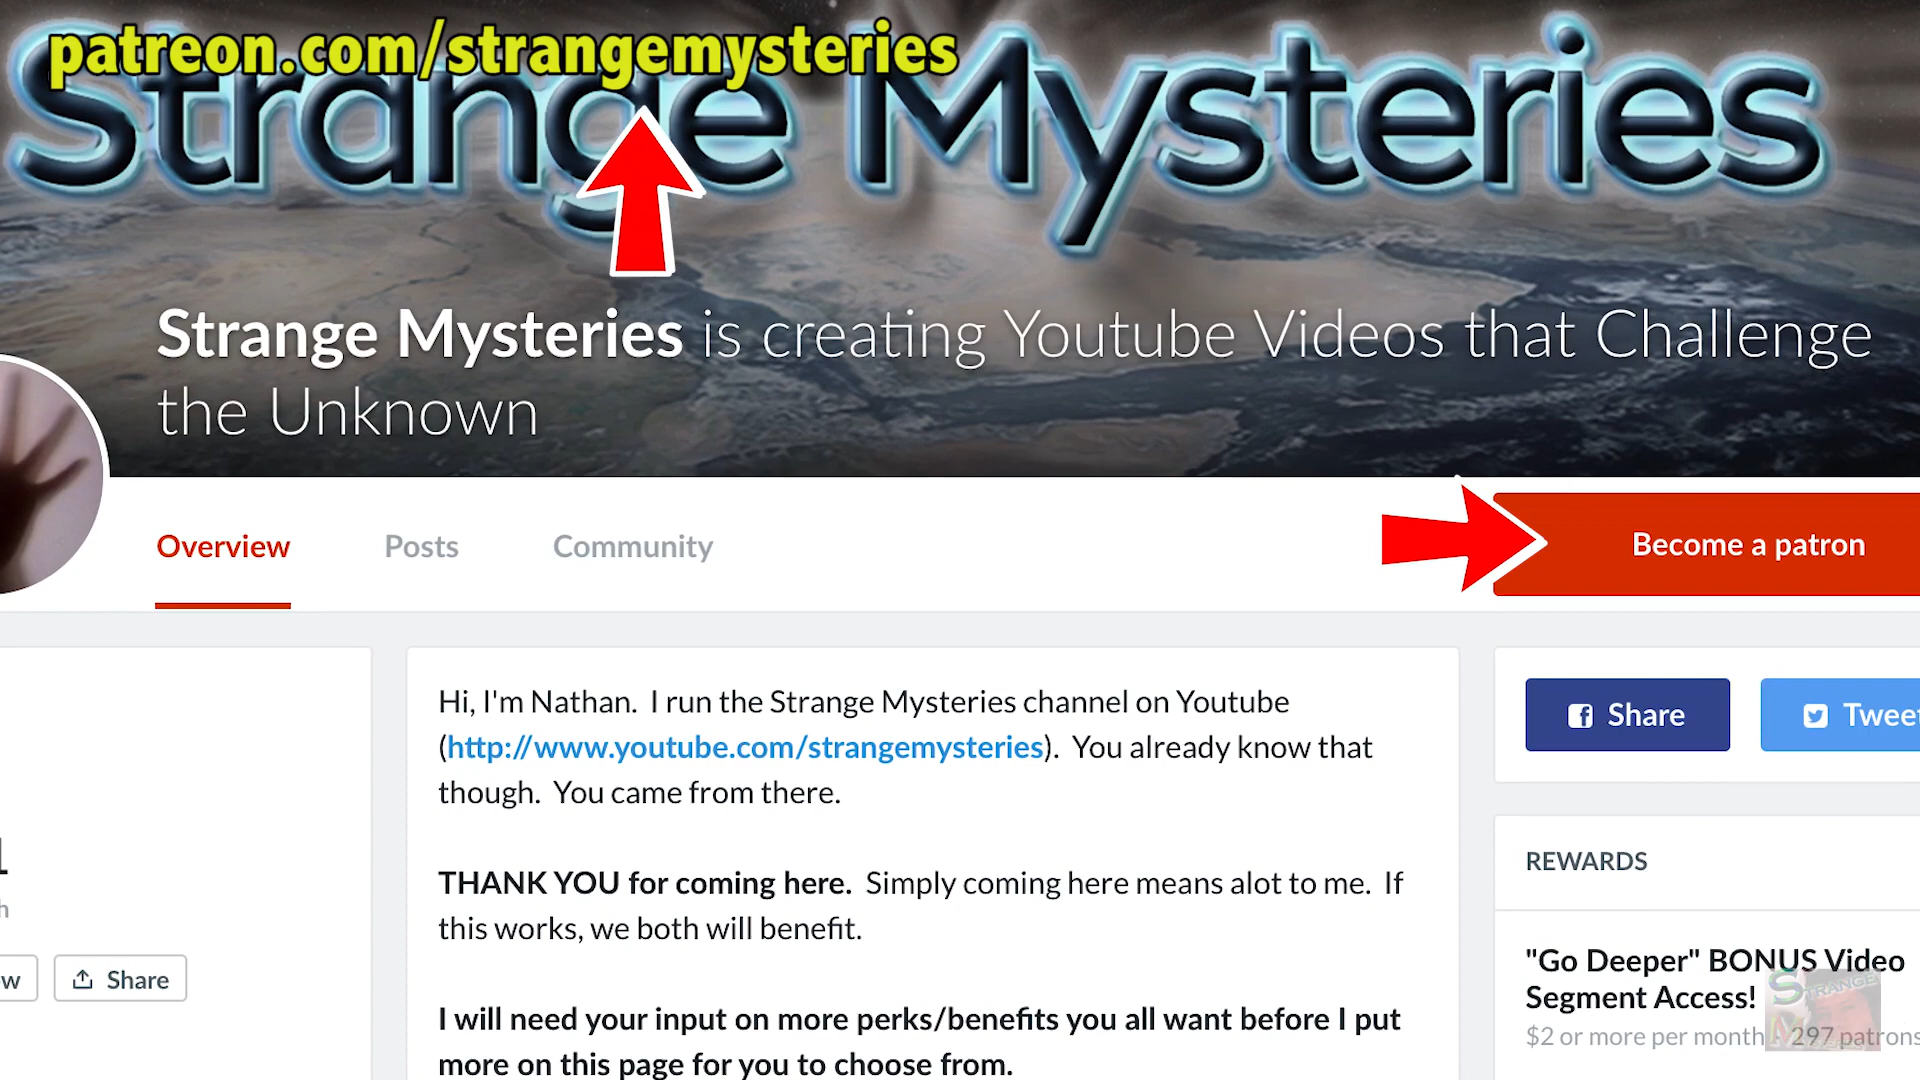 patreon.com/strangemysteries
Strange Mysteries
Strange Mysteries is creating Youtube Videos that Challenge
the Unknown
Overview
Posts
Community
Become a patron
Hi, I'm Nathan. I run the Strange Mysteries channel on Youtube
(http://www.youtube.com/strangemysteries). You already know that
though. You came from there.
THANK YOU for coming here. Simply coming here means alot to me. If
this works, we both will benefit.
I will need your input on more perks/benefits you all want before I put
more on this page for you to choose from.
Share
Share
Tweet
REWARDS
"Go Deeper" BONUS Video
Segment Access!
$2 or more per month
297 patrons
STRANGE